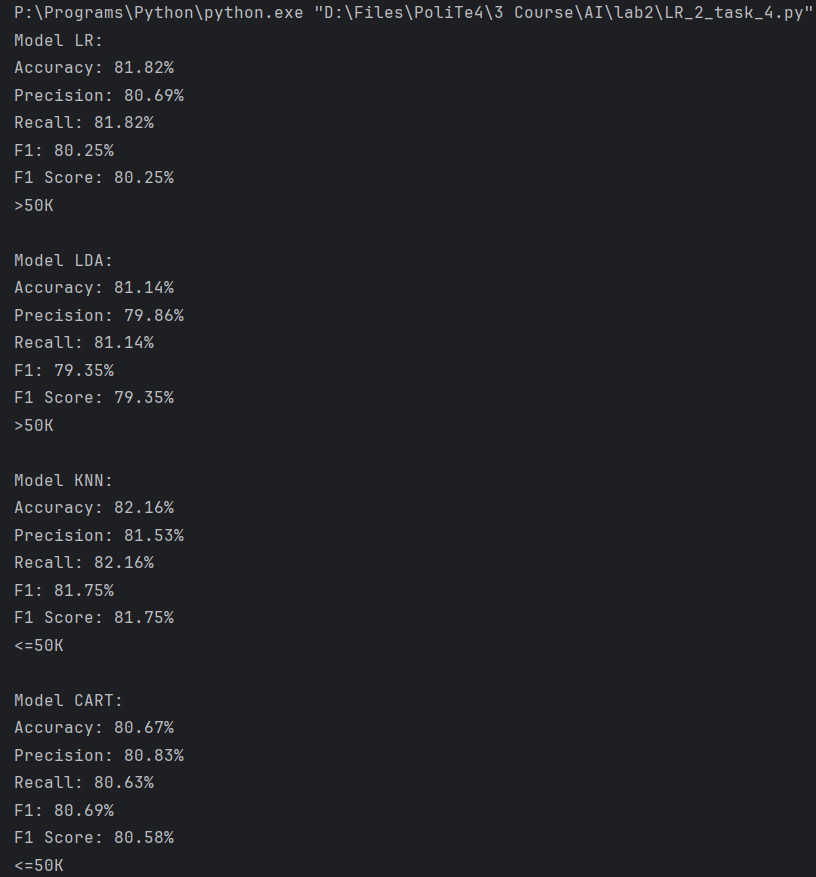 P:\Programs\Python\python.exe "D:\Files\PoliTe4\3 Course\AI\lab2\LR_2_task_4.py"
Model LR:
Accuracy: 81.82%
Precision: 80.69%
Recall: 81.82%
F1: 80.25%
F1 Score: 80.25%
>50K
Model LDA:
Accuracy: 81.14%
Precision: 79.86%
Recall: 81.14%
F1: 79.35%
F1 Score: 79.35%
>50K
Model KNN:
Accuracy: 82.16%
Precision: 81.53%
Recall: 82.16%
F1: 81.75%
F1 Score: 81.75%
<=50K
Model CART:
Accuracy: 80.67%
Precision: 80.83%
Recall: 80.63%
F1: 80.69%
F1 Score: 80.58%
<=50K